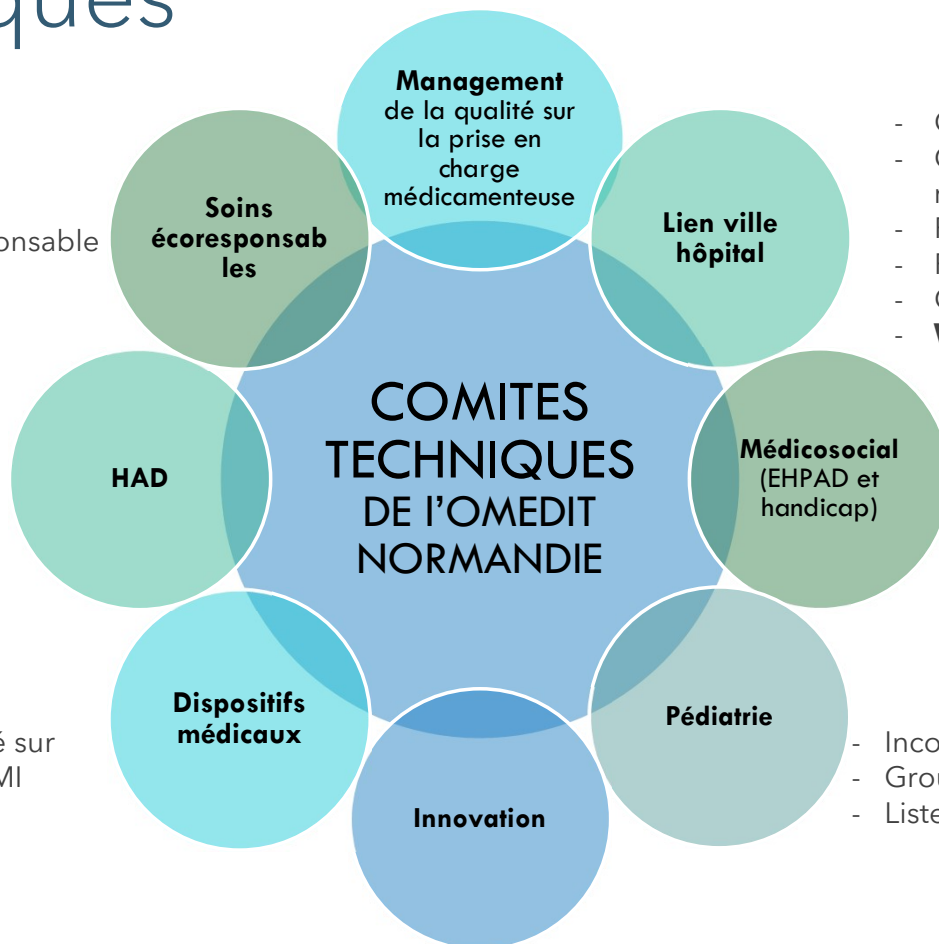 ques
Management
de la qualité sur
la prise en
charge
médicamenteuse
Soins
écoresponsab
les
onsable
Lien ville
hôpital
HAD
COMITES
TECHNIQUES
DE l'OMEDIT
NORMANDIE
Médicosocial
(EHPAD et
handicap)
Dispositifs
médicaux
é sur
MI
Innovation
Pédiatrie
- Inco
- Grou
- Liste